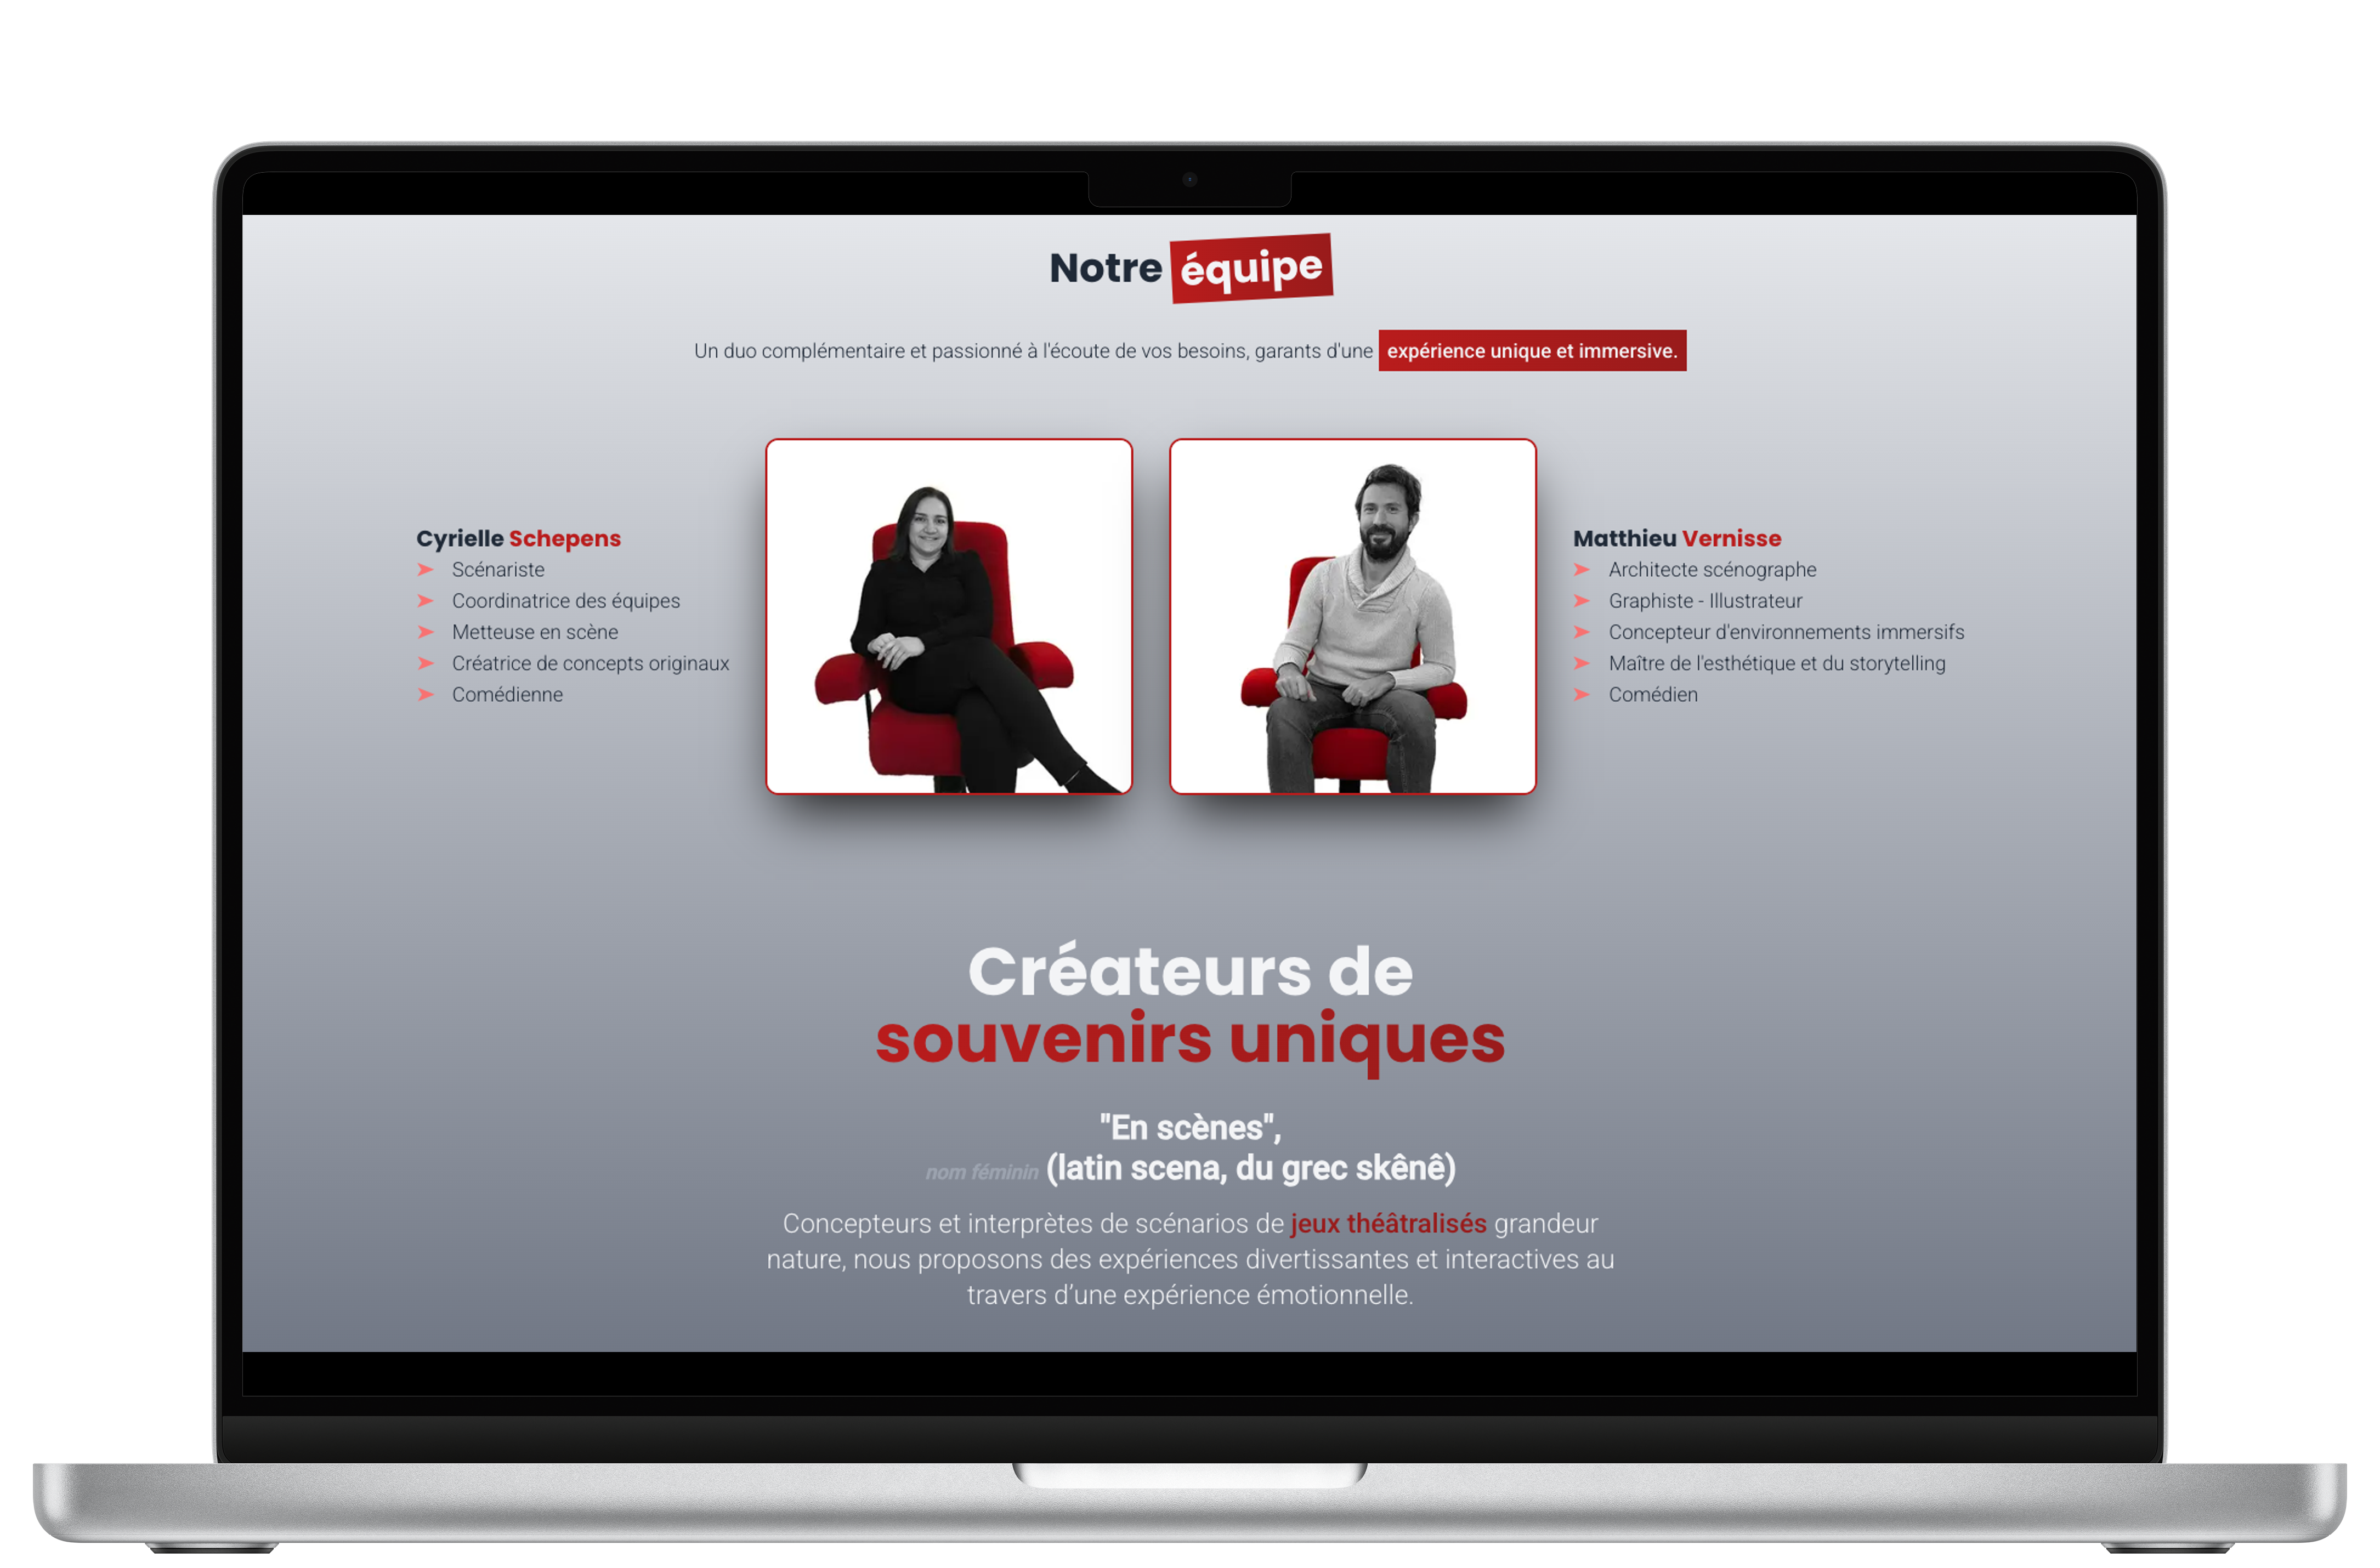 Notre équipe
Un duo complémentaire et passionné à l'écoute de vos besoins, garants d'une expérience unique et immersive.
Cyrielle Schepens
Scénariste
Coordinatrice des équipes
Metteuse en scène
Créatrice de concepts originaux
Comédienne
Matthieu Vernisse
Architecte scénographe
Graphiste - Illustrateur
Concepteur d'environnements immersifs
Maître de l'esthétique et du storytelling
Comédien
Créateurs de
souvenirs uniques
"En scènes",
nom féminin (latin scena, du grec skênê)
Concepteurs et interprètes de scénarios de jeux théâtralisés grandeur
nature, nous proposons des expériences divertissantes et interactives au
travers d’une expérience émotionnelle.